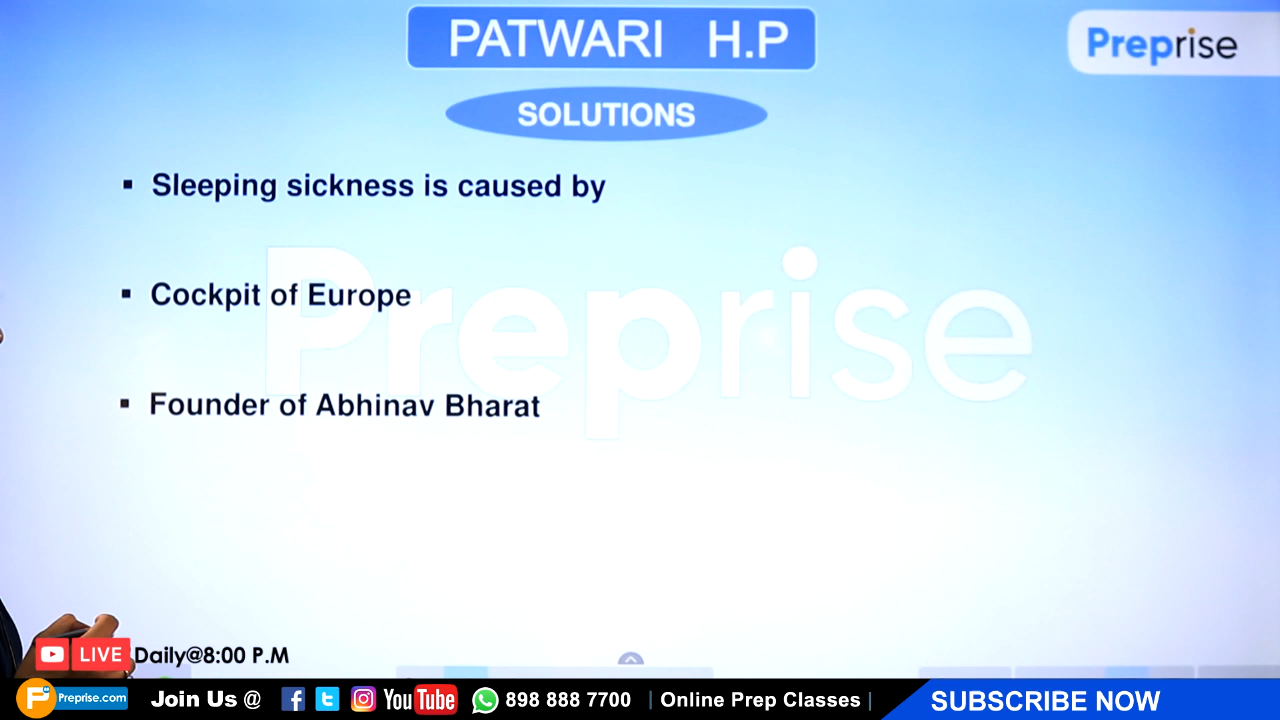 PATWARI H.P
Preprise
SOLUTIONS
▪ Sleeping sickness is caused by
▪ Cockpit of Europe
▪ Founder of Abhinav Bharat
Preprise
LIVE Daily@8:00 P.M
Preprise.com Join Us @ YouTube 898 888 7700 | Online Prep Classes | SUBSCRIBE NOW